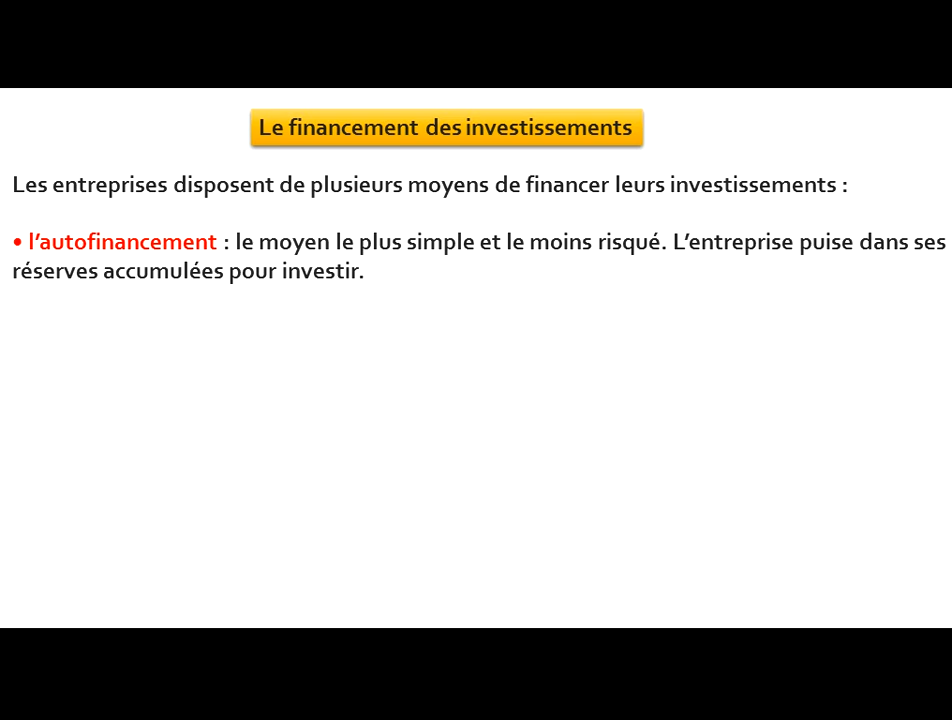 Le financement des investissements
Les entreprises disposent de plusieurs moyens de financer leurs investissements :
• l’autofinancement : le moyen le plus simple et le moins risqué. L’entreprise puise dans ses
réserves accumulées pour investir.